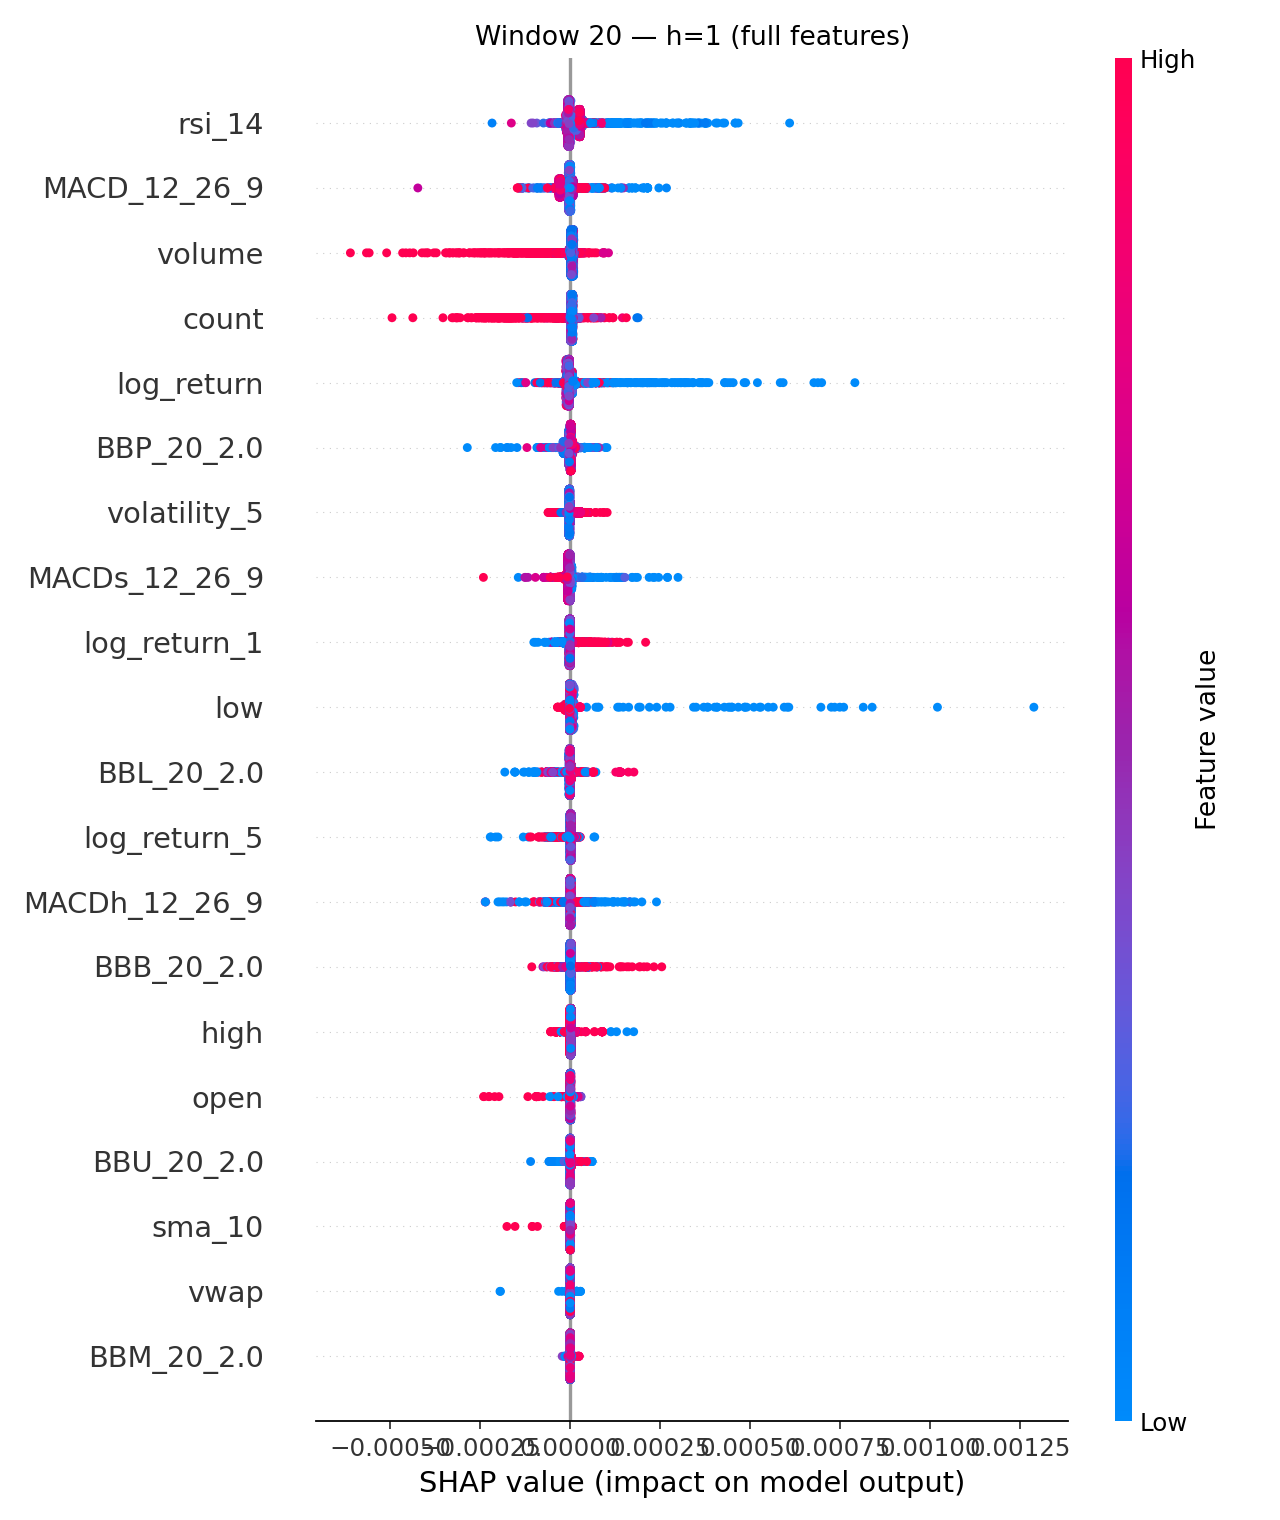 Window 20 — h=1 (full features)
High
rsi_14
MACD_12_26_9
volume
count
log_return
BBP_20_2.0
volatility_5
MACDs_12_26_9
log_return_1
low
BBL_20_2.0
log_return_5
MACDh_12_26_9
BBB_20_2.0
high
open
BBU_20_2.0
sma_10
vwap
BBM_20_2.0
Feature value
Low
−0.00050 −0.00025 0.00000 0.00025 0.00050 0.00075 0.00100 0.00125
SHAP value (impact on model output)